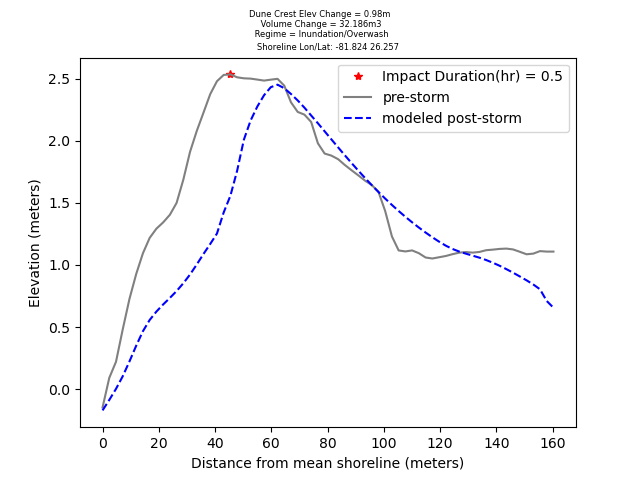 Dune Crest Elev Change = 0.98m
Volume Change = 32.186m3
Regime = Inundation/Overwash
Shoreline Lon/Lat: -81.824 26.257
Impact Duration(hr) = 0.5
pre-storm
modeled post-storm
Elevation (meters)
2.5
2.0
1.5
1.0
0.5
0.0
0 20 40 60 80 100 120 140 160
Distance from mean shoreline (meters)